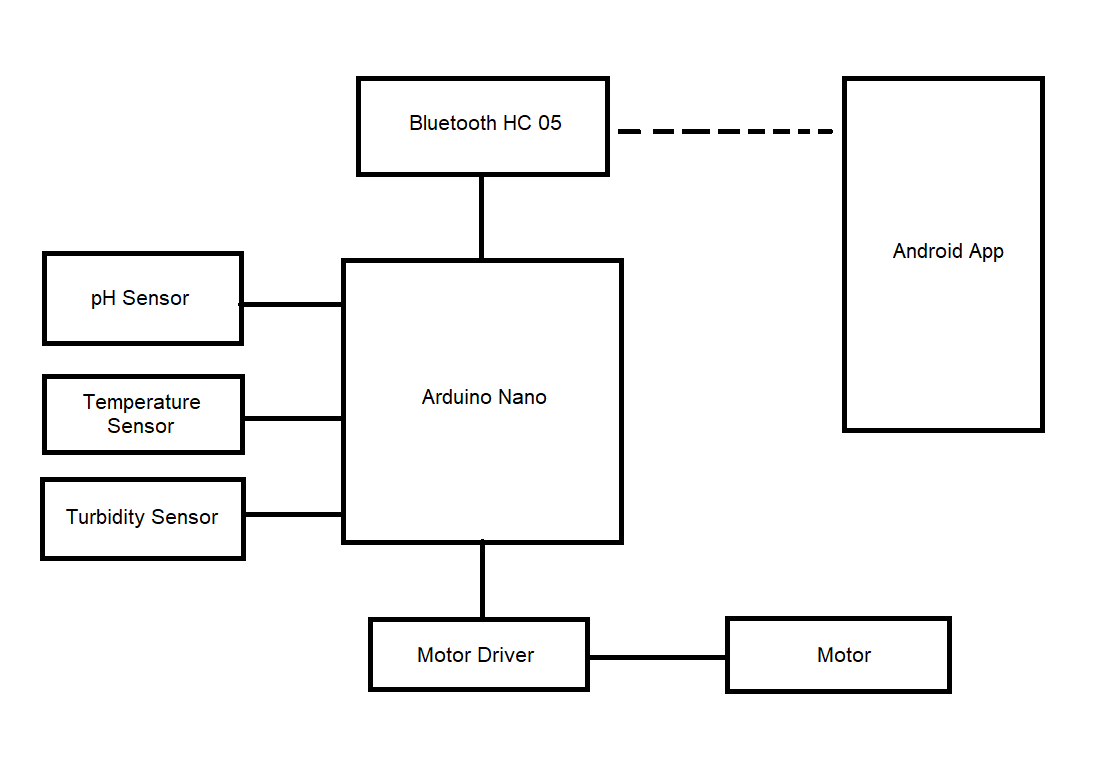 Bluetooth HC 05
Android App
pH Sensor
Arduino Nano
Temperature
Sensor
Turbidity Sensor
Motor Driver
Motor